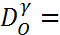 D_O^γ =